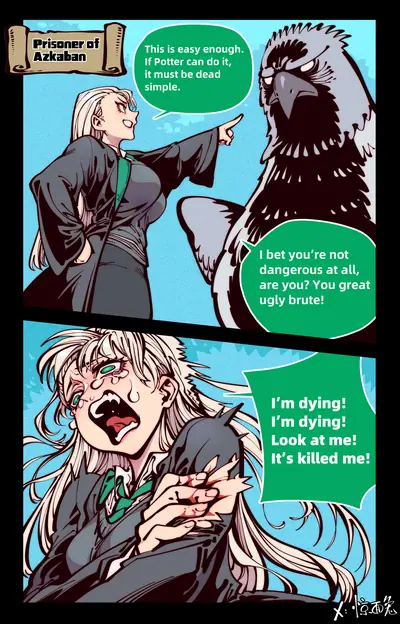 Prisoner of
Azkaban
This is easy enough.
If Potter can do it,
it must be dead
simple.
I bet you're not
dangerous at all,
are you? You great
ugly brute!
I'm dying!
I'm dying!
Look at me!
It's killed me!
X:惊雨兔